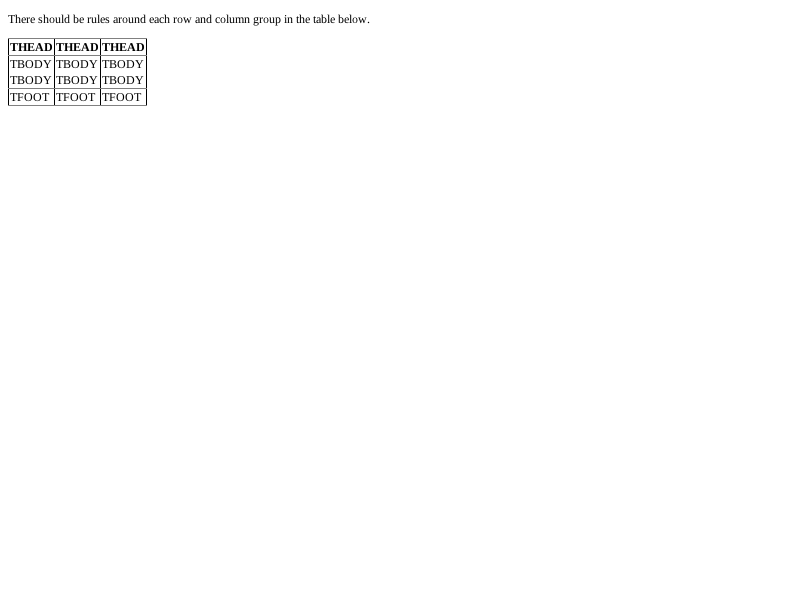 There should be rules around each row and column group in the table below.
THEAD THEAD THEAD
TBODY TBODY TBODY
TBODY TBODY TBODY
TFOOT TFOOT TFOOT